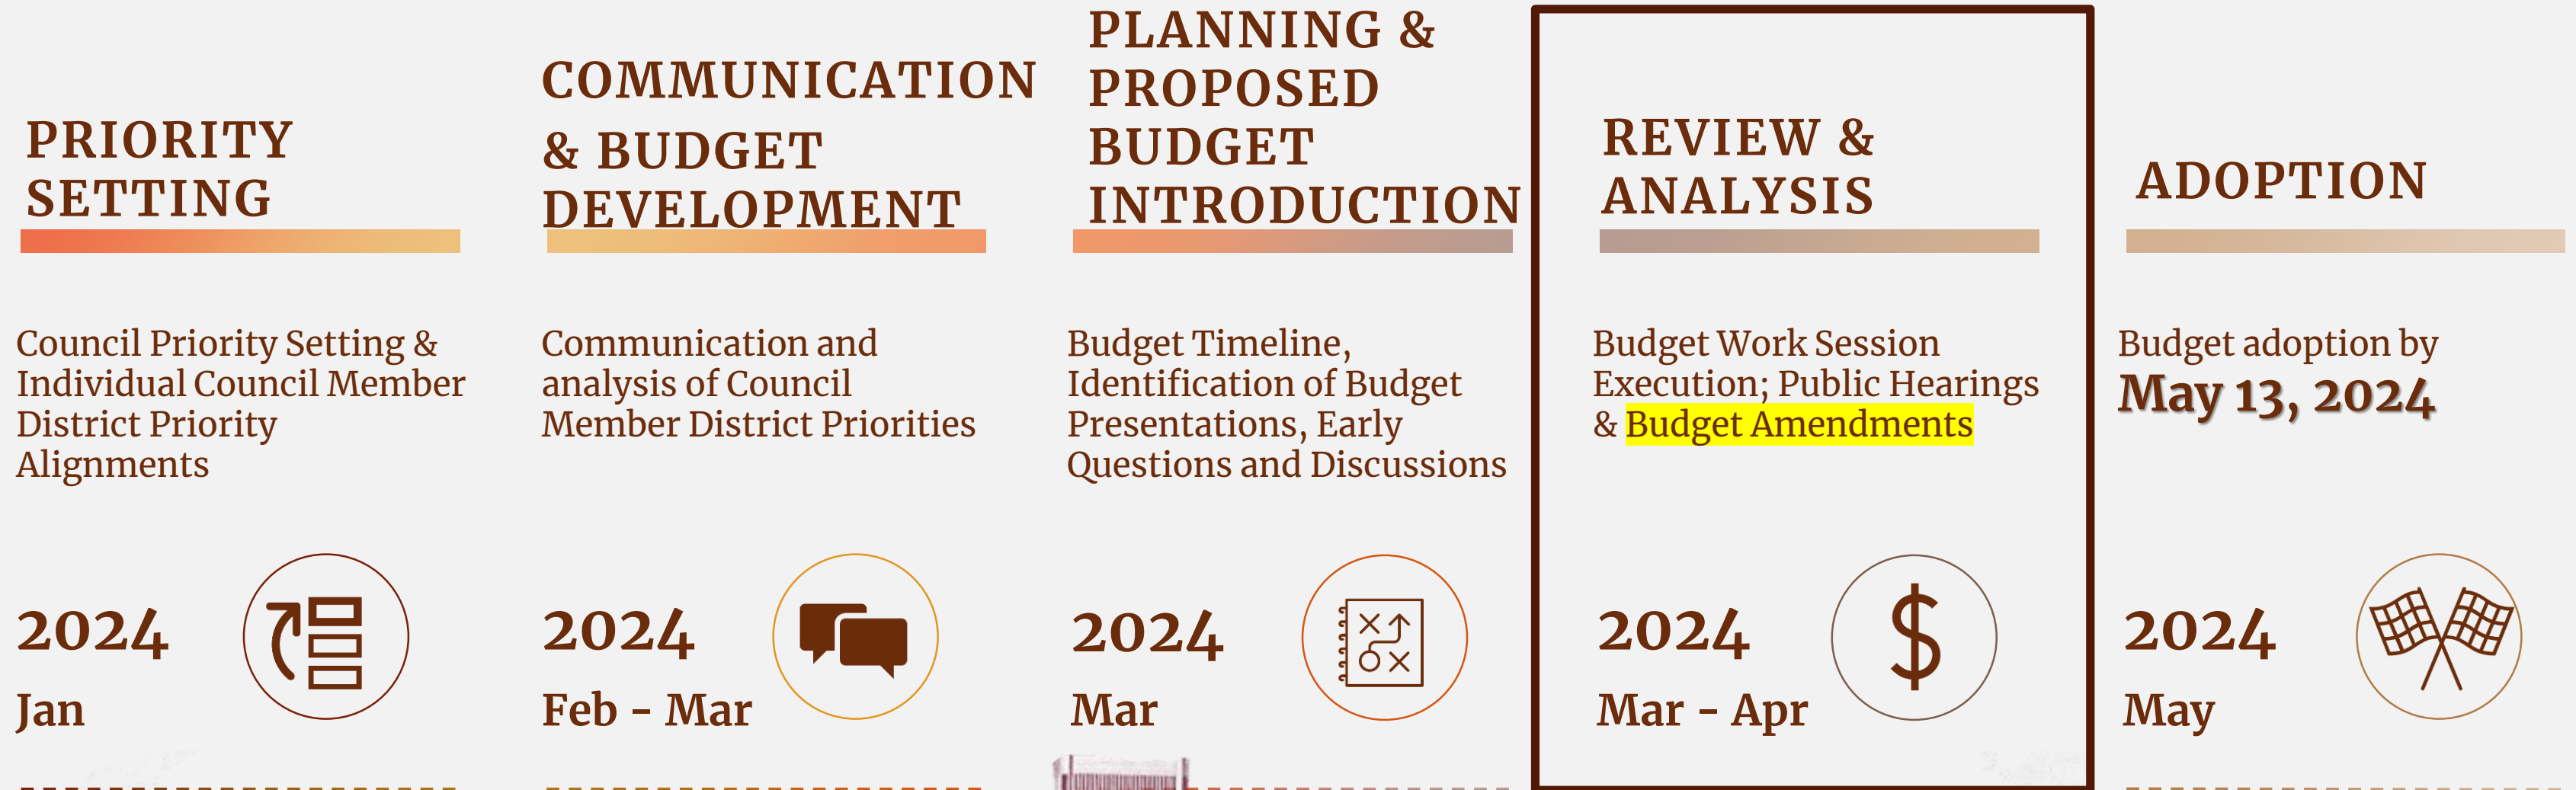 PRIORITY
SETTING
Council Priority Setting &
Individual Council Member
District Priority
Alignments
2024
Jan
COMMUNICATION
& BUDGET
DEVELOPMENT
Communication and
analysis of Council
Member District Priorities
2024
Feb - Mar
PLANNING &
PROPOSED
BUDGET
INTRODUCTION
Budget Timeline,
Identification of Budget
Presentations, Early
Questions and Discussions
2024
Mar
REVIEW &
ANALYSIS
Budget Work Session
Execution; Public Hearings
& Budget Amendments
2024
Mar - Apr
ADOPTION
Budget adoption by
May 13, 2024
2024
May